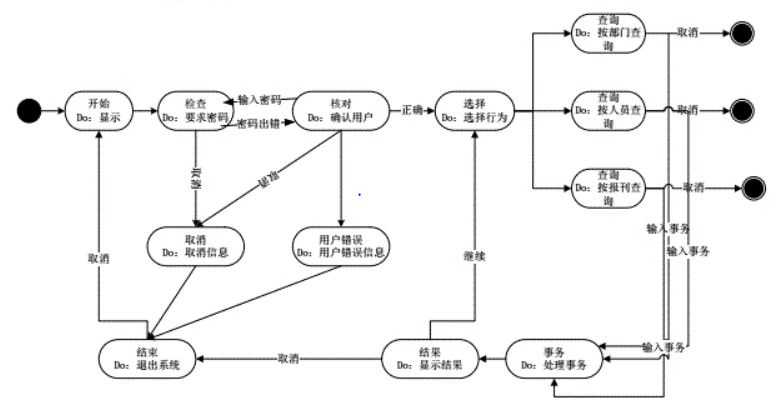 查询
Do：按部门查
询
取消
开始
Do：显示
检查
Do：要求密码
输入密码
密码出错
核对
Do：确认用户
正确
选择
Do：选择行为
查询
Do：按人员查
询
取消
取消
取消
查询
Do：按报刊查
询
取消
取消
Do：取消信息
用户错误
Do：用户错误信息
输入事务
输入事务
取消
继续
结束
Do：退出系统
取消
结果
Do：显示结果
事务
Do：处理事务
输入事务